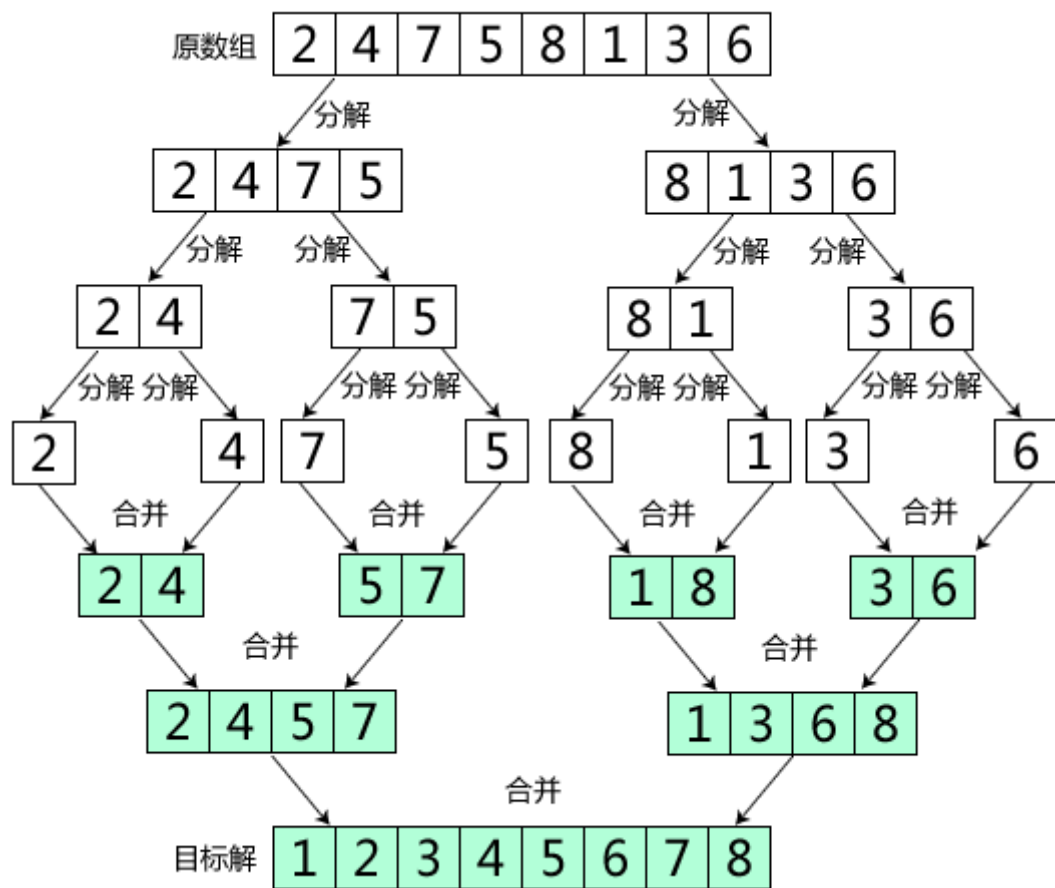 原数组 2 4 7 5 8 1 3 6
分解 分解
2 4 7 5 8 1 3 6
分解 分解 分解 分解
2 4 7 5 8 1 3 6
分解 分解 分解 分解 分解 分解 分解 分解
2 4 7 5 8 1 3 6
合并 合并 合并 合并
2 4 5 7 1 8 3 6
合并 合并
2 4 5 7 1 3 6 8
合并
目标解 1 2 3 4 5 6 7 8